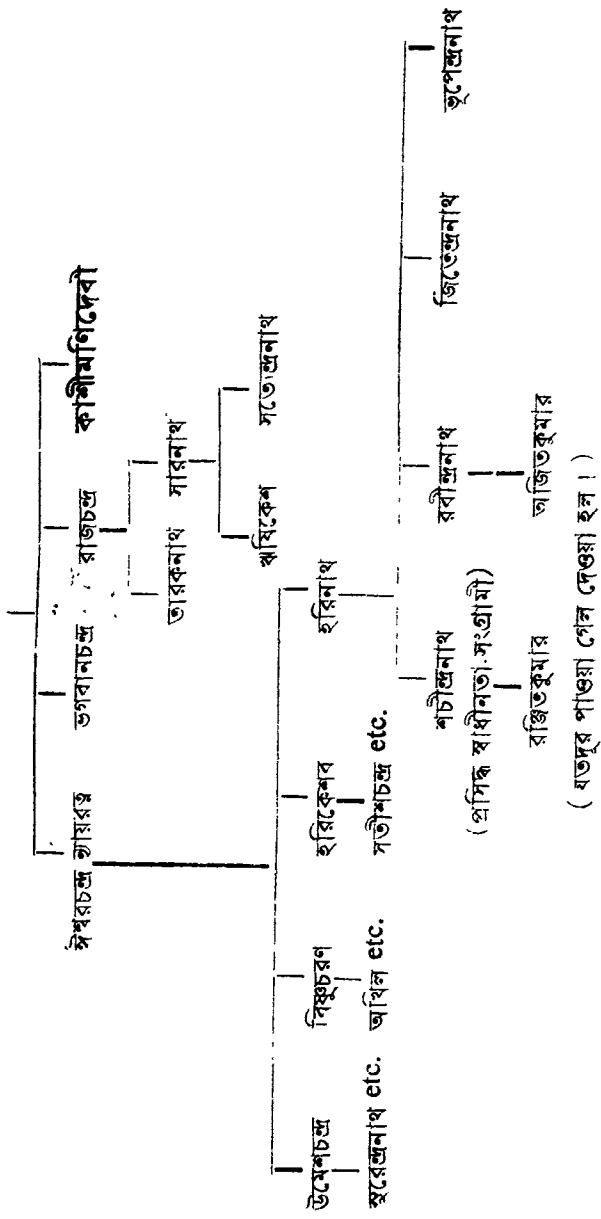 ঈশ্বরচন্দ্র ন্যায়রত্ন ভগবানচন্দ্র রাজচন্দ্র কাশীমণিদেবী
তারকনাথ সারনাথ
ঋষিকেশ সত্যেন্দ্রনাথ
উমেশচন্দ্র বিষ্ণুচরণ হরিকেশব হরিনাথ
সুরেন্দ্রনাথ etc. অখিল etc. সতীশচন্দ্র etc.
শচীন্দ্রনাথ রবীন্দ্রনাথ জিতেন্দ্রনাথ ভূপেন্দ্রনাথ
(প্রসিদ্ধ স্বাধীনতা-সংগ্রামী)
রঞ্জিতকুমার অজিতকুমার
(যতদূর পাওয়া গেল দেওয়া হল।)